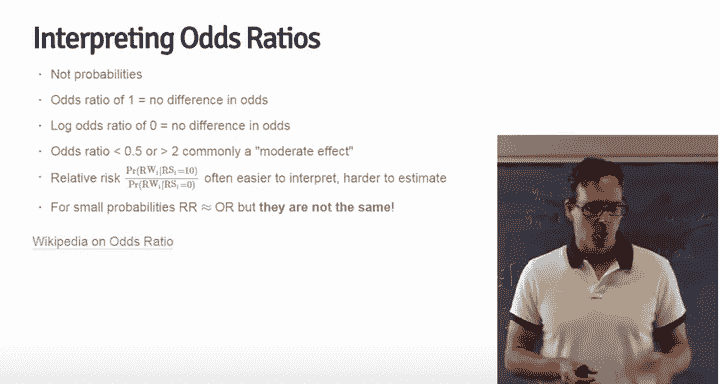 Interpreting Odds Ratios
· Not probabilities
· Odds ratio of 1 = no difference in odds
· Log odds ratio of 0 = no difference in odds
· Odds ratio < 0.5 or > 2 commonly a "moderate effect"
· Relative risk Pr(RWᵢ|RSᵢ=10) / Pr(RWᵢ|RSᵢ=0) often easier to interpret, harder to estimate
· For small probabilities RR ≈ OR but they are not the same!
Wikipedia on Odds Ratio